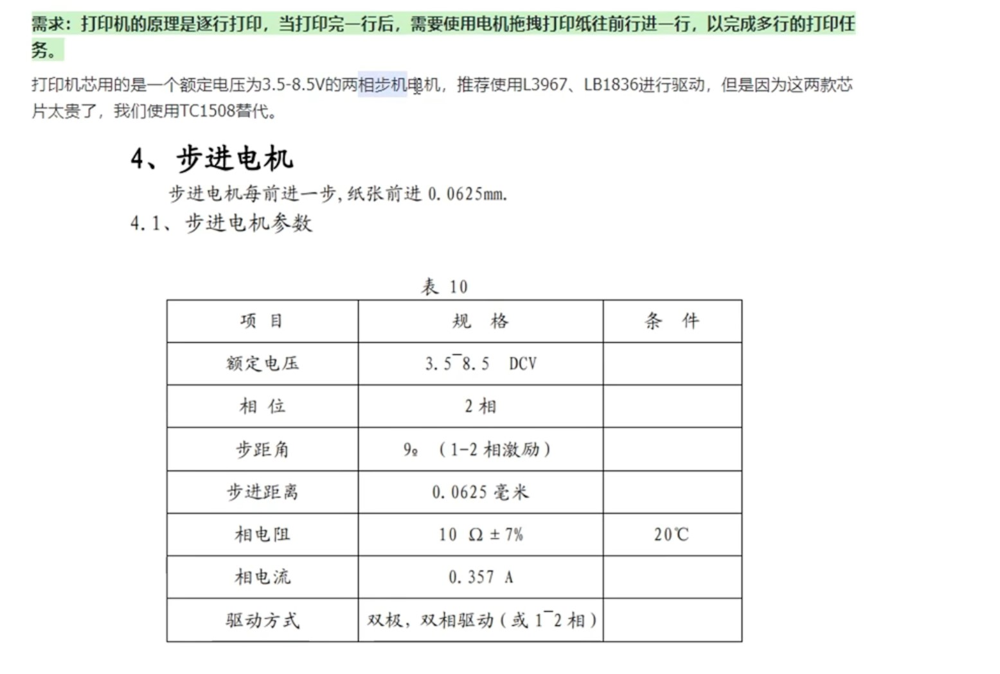 需求：打印机的原理是逐行打印，当打印完一行后，需要使用电机拖拽打印纸往前行进一行，以完成多行的打印任
务。
打印机芯用的是一个额定电压为3.5-8.5V的两相步机电机，推荐使用L3967、LB1836进行驱动，但是因为这两款芯
片太贵了，我们使用TC1508替代。
4、步进电机
步进电机每前进一步,纸张前进 0.0625mm.
4.1、步进电机参数
表 10
项 目 规 格 条 件
额定电压 3.5‾8.5 DCV
相 位 2相
步距角 9º （1-2相激励）
步进距离 0.0625毫米
相电阻 10 Ω±7% 20℃
相电流 0.357 A
驱动方式 双极，双相驱动(或1‾2相)